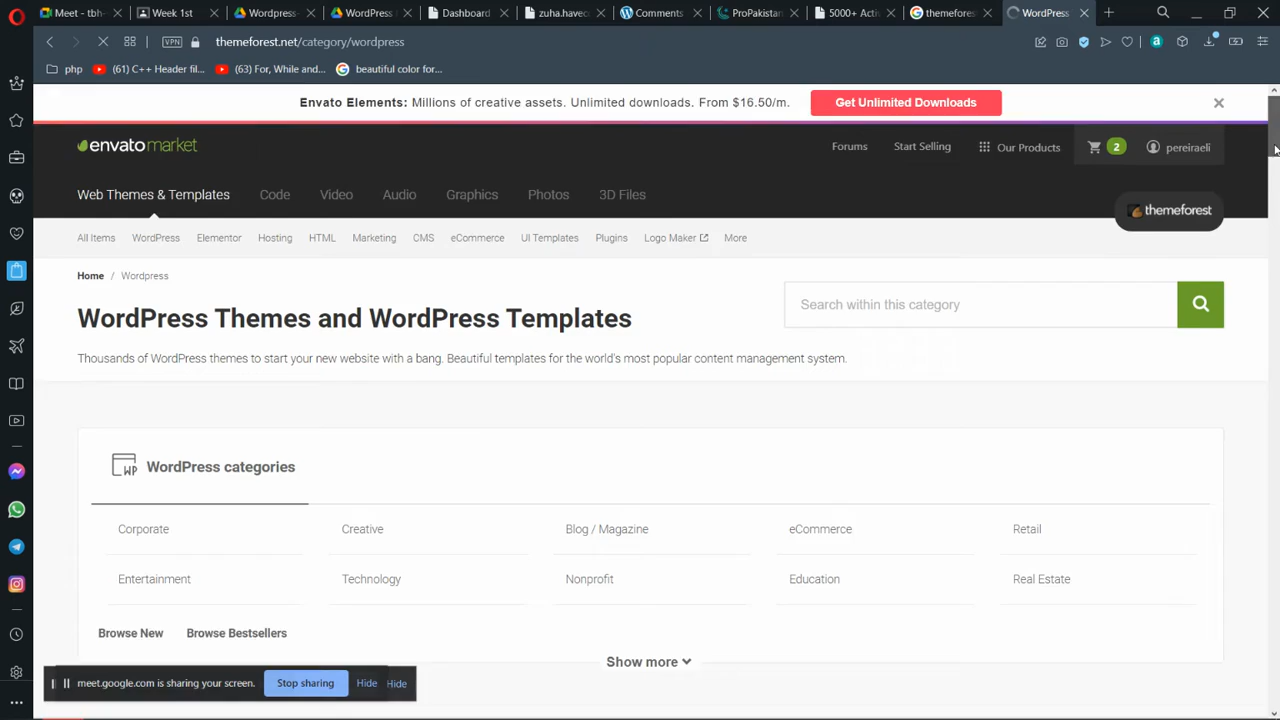 Meet - tbh-
Week 1st
Wordpress
WordPress
Dashboard
zuha.havec
Comments
ProPakistan
5000+ Acti
themefores
WordPress
VPN
themeforest.net/category/wordpress
php
(61) C++ Header fil...
(63) For, While and...
beautiful color for...
Envato Elements: Millions of creative assets. Unlimited downloads. From $16.50/m.
Get Unlimited Downloads
envatomarket
Forums
Start Selling
Our Products
2
pereiraeli
Web Themes & Templates
Code
Video
Audio
Graphics
Photos
3D Files
themeforest
All Items
WordPress
Elementor
Hosting
HTML
Marketing
CMS
eCommerce
UI Templates
Plugins
Logo Maker
More
Home / Wordpress
Search within this category
WordPress Themes and WordPress Templates
Thousands of WordPress themes to start your new website with a bang. Beautiful templates for the world's most popular content management system.
WP
WordPress categories
Corporate
Creative
Blog / Magazine
eCommerce
Retail
Entertainment
Technology
Nonprofit
Education
Real Estate
Browse New
Browse Bestsellers
Show more
meet.google.com is sharing your screen.
Stop sharing
Hide
Hide